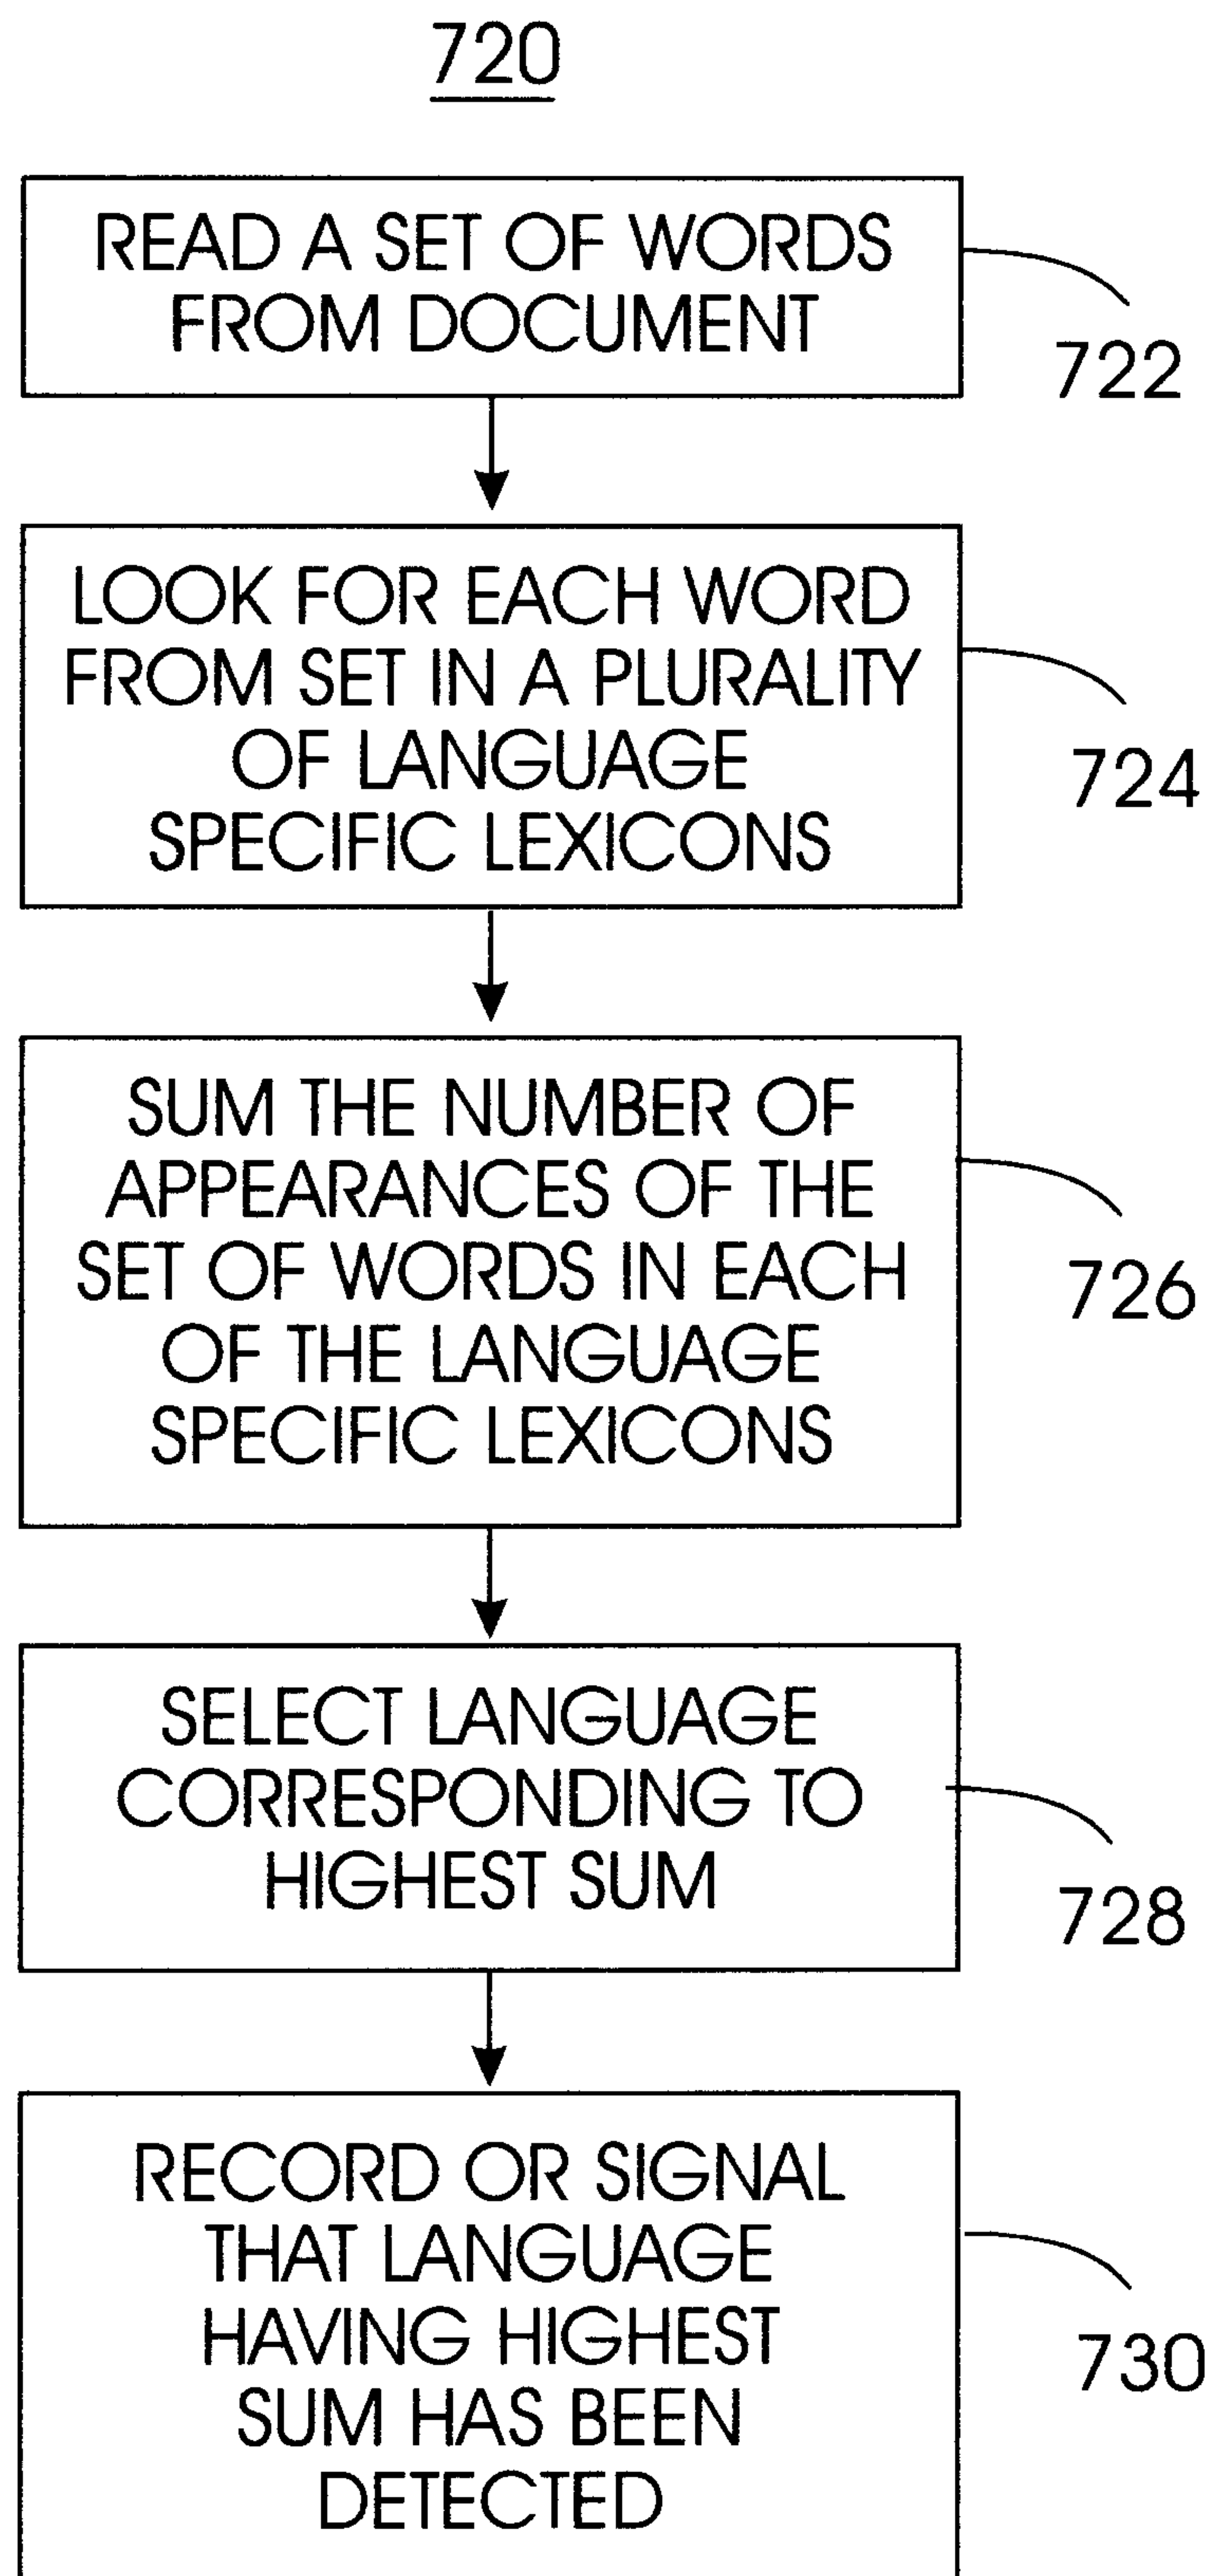 720
READ A SET OF WORDS
FROM DOCUMENT
722
LOOK FOR EACH WORD
FROM SET IN A PLURALITY
OF LANGUAGE
SPECIFIC LEXICONS
724
SUM THE NUMBER OF
APPEARANCES OF THE
SET OF WORDS IN EACH
OF THE LANGUAGE
SPECIFIC LEXICONS
726
SELECT LANGUAGE
CORRESPONDING TO
HIGHEST SUM
728
RECORD OR SIGNAL
THAT LANGUAGE
HAVING HIGHEST
SUM HAS BEEN
DETECTED
730